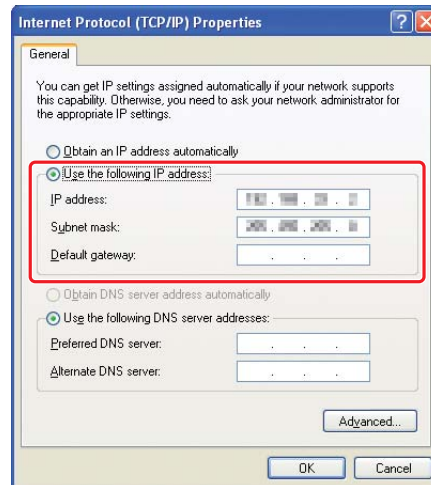 Internet Protocol (TCP/IP) Properties
General
You can get IP settings assigned automatically if your network supports
this capability. Otherwise, you need to ask your network administrator for
the appropriate IP settings.
Obtain an IP address automatically
Use the following IP address:
IP address:
Subnet mask:
Default gateway:
Obtain DNS server address automatically
Use the following DNS server addresses:
Preferred DNS server:
Alternate DNS server:
Advanced...
OK Cancel